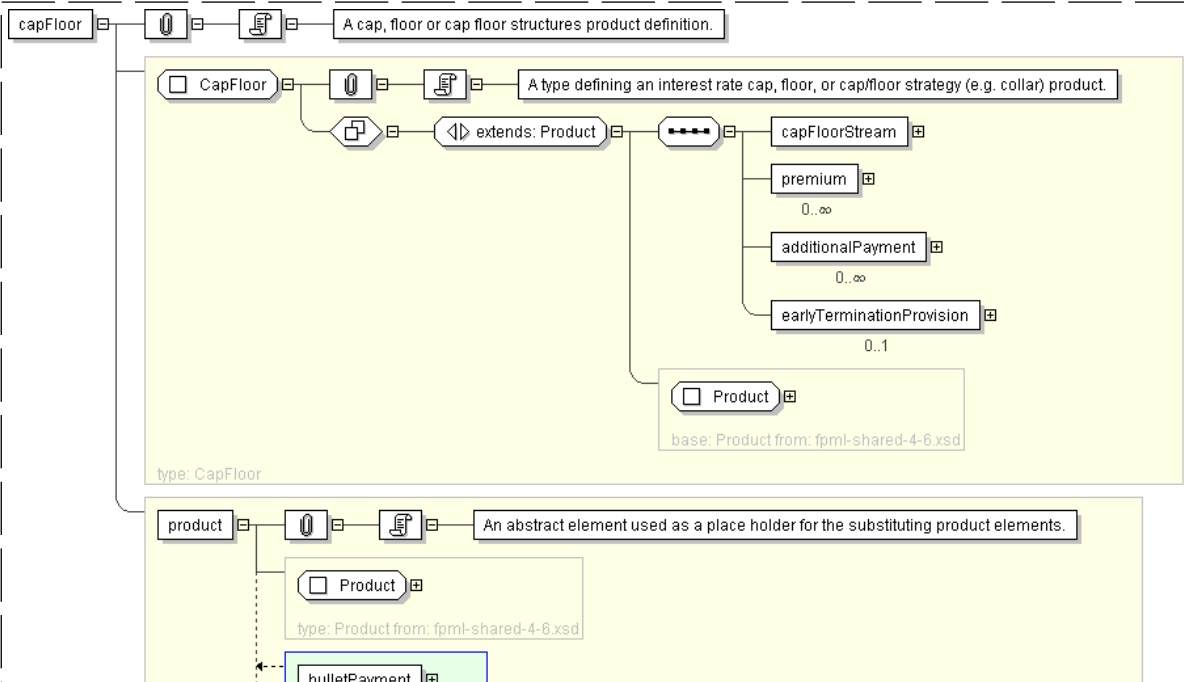 capFloor
A cap, floor or cap floor structures product definition.
CapFloor
A type defining an interest rate cap, floor, or cap/floor strategy (e.g. collar) product.
extends: Product
capFloorStream
premium
0..∞
additionalPayment
0..∞
earlyTerminationProvision
0..1
Product
base: Product from: fpml-shared-4-6.xsd
type: CapFloor
product
An abstract element used as a place holder for the substituting product elements.
Product
type: Product from: fpml-shared-4-6.xsd
bulletPayment